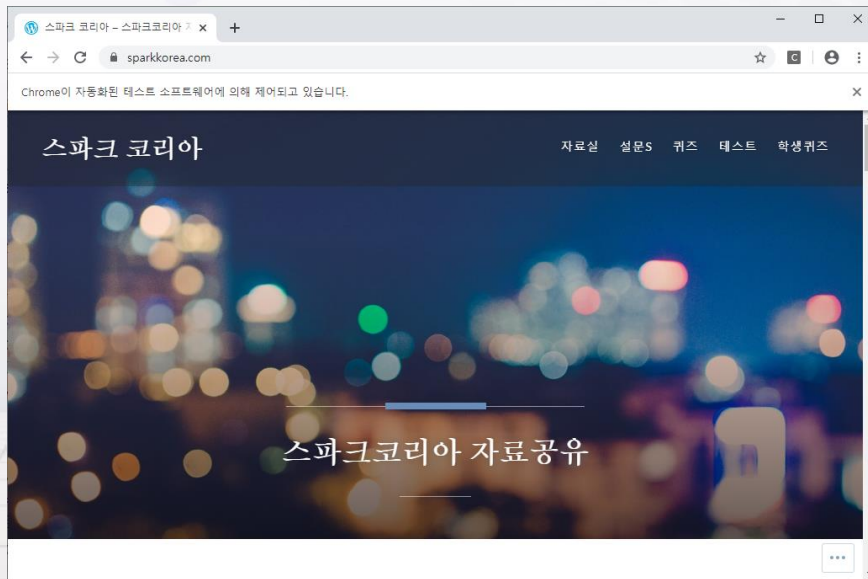 스파크 코리아 – 스파크코리아
sparkkorea.com
Chrome이 자동화된 테스트 소프트웨어에 의해 제어되고 있습니다.
스파크 코리아
자료실 설문S 퀴즈 테스트 학생퀴즈
스파크코리아 자료공유